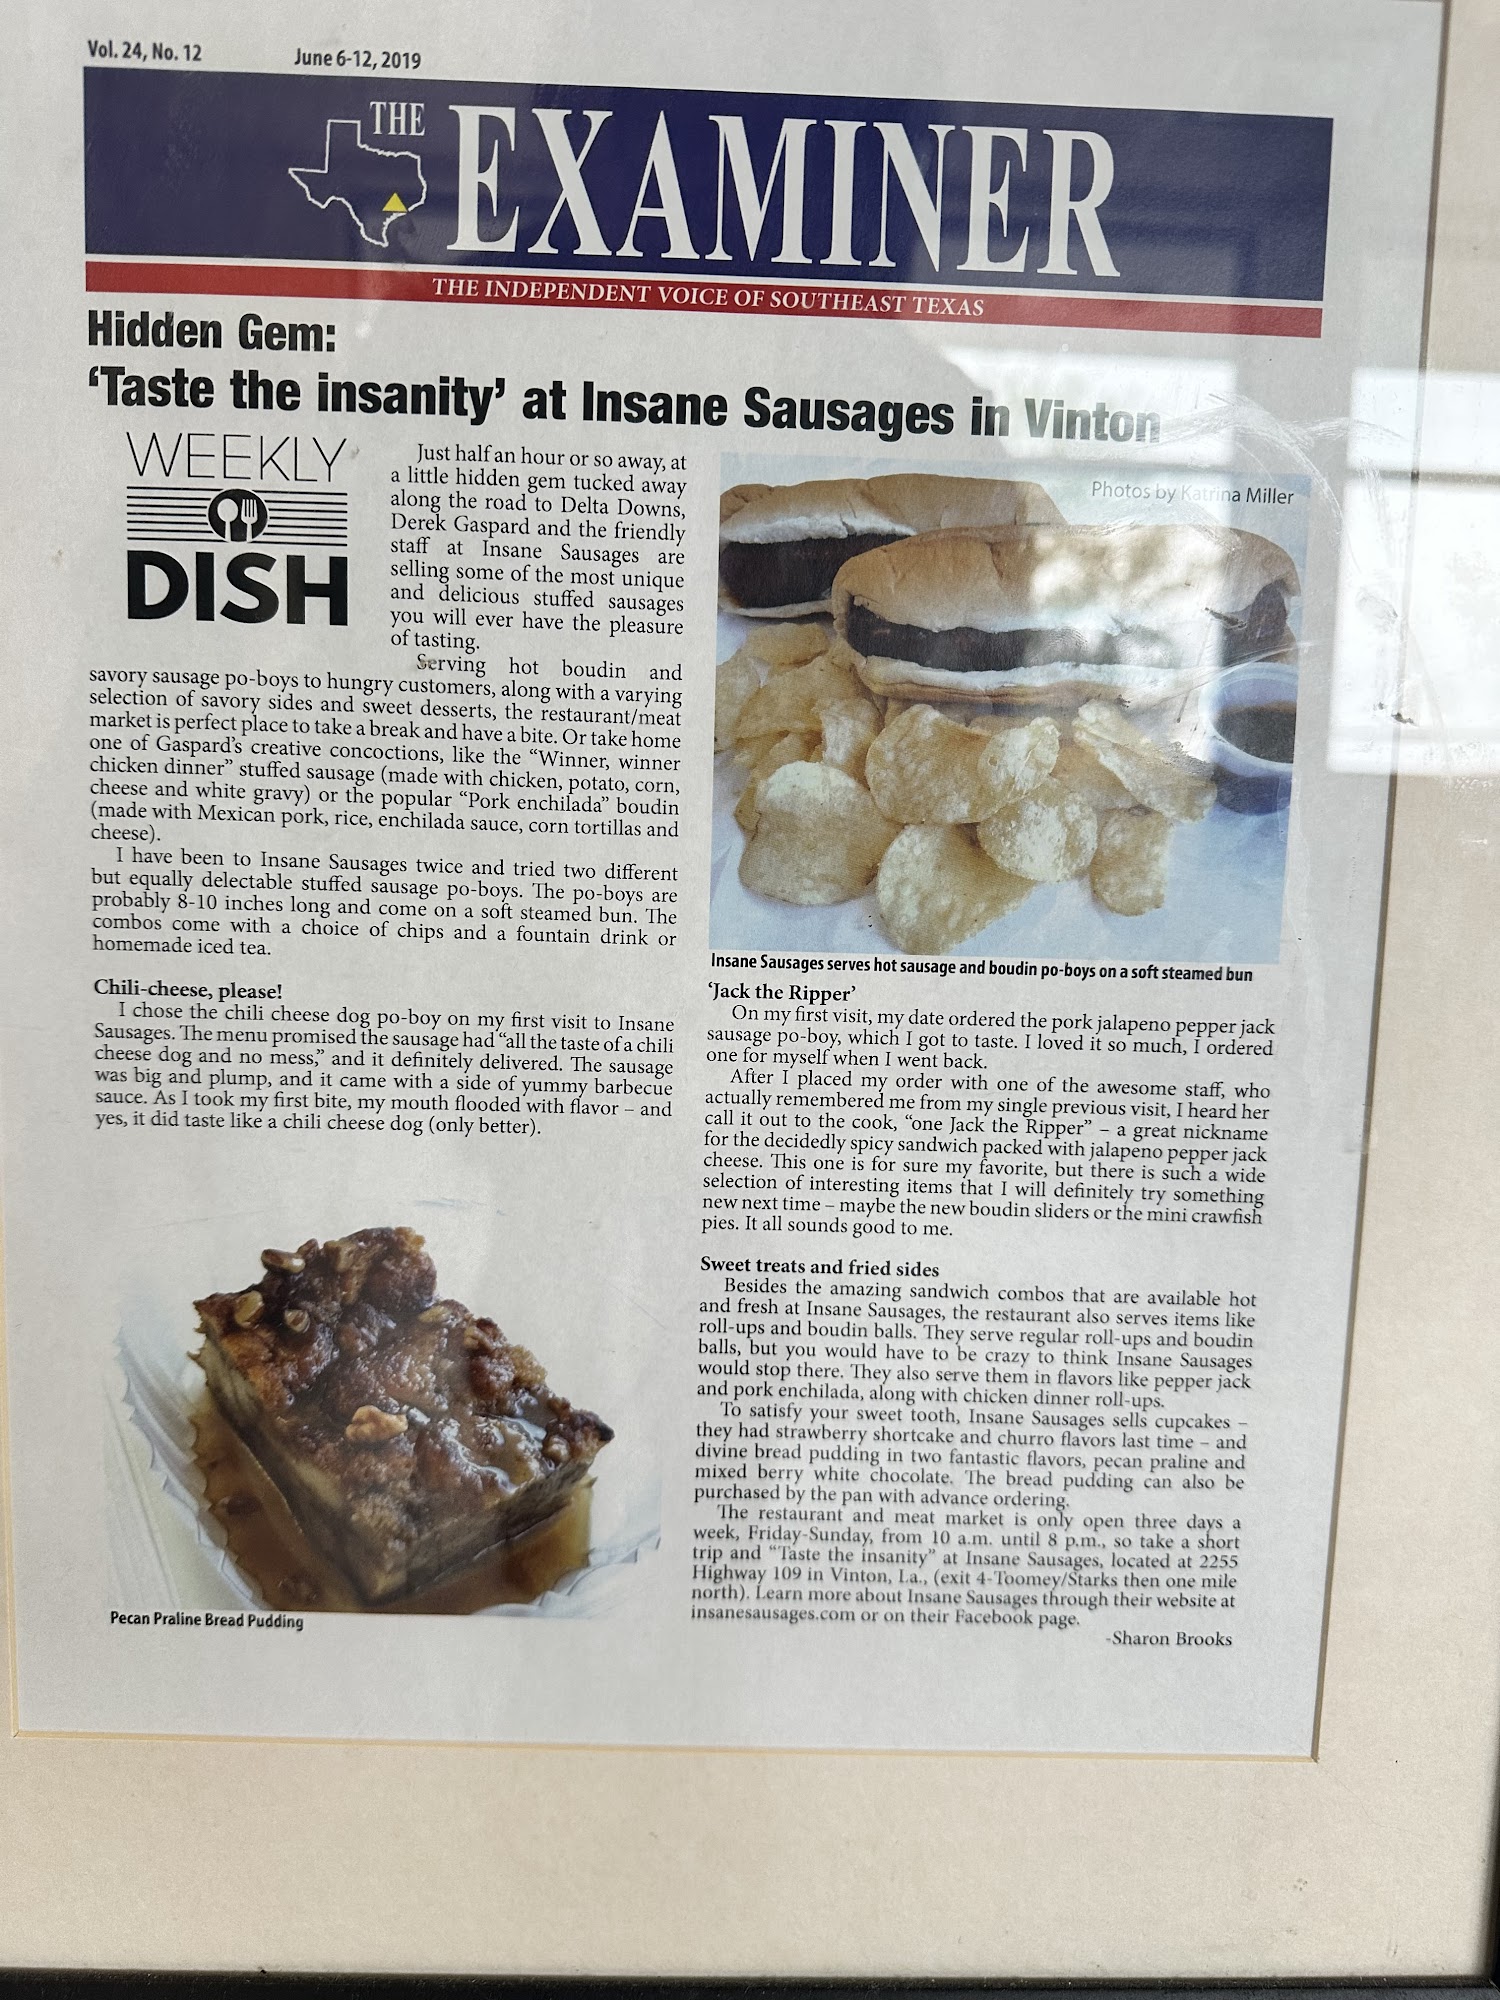 Vol. 24, No. 12
June 6-12, 2019
THE
EXAMINER
THE INDEPENDENT VOICE OF SOUTHEAST TEXAS
Hidden Gem:
‘Taste the insanity’ at Insane Sausages in Vinton
WEEKLY
DISH
Just half an hour or so away, at
a little hidden gem tucked away
along the road to Delta Downs,
Derek Gaspard and the friendly
staff at Insane Sausages are
selling some of the most unique
and delicious stuffed sausages
you will ever have the pleasure
of tasting.
Serving hot boudin and
savory sausage po-boys to hungry customers, along with a varying
selection of savory sides and sweet desserts, the restaurant/meat
market is perfect place to take a break and have a bite. Or take home
one of Gaspard’s creative concoctions, like the “Winner, winner
chicken dinner” stuffed sausage (made with chicken, potato, corn,
cheese and white gravy) or the popular “Pork enchilada” boudin
(made with Mexican pork, rice, enchilada sauce, corn tortillas and
cheese).
I have been to Insane Sausages twice and tried two different
but equally delectable stuffed sausage po-boys. The po-boys are
probably 8-10 inches long and come on a soft steamed bun. The
combos come with a choice of chips and a fountain drink or
homemade iced tea.
Chili-cheese, please!
I chose the chili cheese dog po-boy on my first visit to Insane
Sausages. The menu promised the sausage had “all the taste of a chili
cheese dog and no mess,” and it definitely delivered. The sausage
was big and plump, and it came with a side of yummy barbecue
sauce. As I took my first bite, my mouth flooded with flavor – and
yes, it did taste like a chili cheese dog (only better).
Pecan Praline Bread Pudding
Photos by Katrina Miller
Insane Sausages serves hot sausage and boudin po-boys on a soft steamed bun
‘Jack the Ripper’
On my first visit, my date ordered the pork jalapeno pepper jack
sausage po-boy, which I got to taste. I loved it so much, I ordered
one for myself when I went back.
After I placed my order with one of the awesome staff, who
actually remembered me from my single previous visit, I heard her
call it out to the cook, “one Jack the Ripper” – a great nickname
for the decidedly spicy sandwich packed with jalapeno pepper jack
cheese. This one is for sure my favorite, but there is such a wide
selection of interesting items that I will definitely try something
new next time – maybe the new boudin sliders or the mini crawfish
pies. It all sounds good to me.
Sweet treats and fried sides
Besides the amazing sandwich combos that are available hot
and fresh at Insane Sausages, the restaurant also serves items like
roll-ups and boudin balls. They serve regular roll-ups and boudin
balls, but you would have to be crazy to think Insane Sausages
would stop there. They also serve them in flavors like pepper jack
and pork enchilada, along with chicken dinner roll-ups.
To satisfy your sweet tooth, Insane Sausages sells cupcakes –
they had strawberry shortcake and churro flavors last time – and
divine bread pudding in two fantastic flavors, pecan praline and
mixed berry white chocolate. The bread pudding can also be
purchased by the pan with advance ordering.
The restaurant and meat market is only open three days a
week, Friday-Sunday, from 10 a.m. until 8 p.m., so take a short
trip and “Taste the insanity” at Insane Sausages, located at 2255
Highway 109 in Vinton, La., (exit 4-Toomey/Starks then one mile
north). Learn more about Insane Sausages through their website at
insanesausages.com or on their Facebook page.
-Sharon Brooks